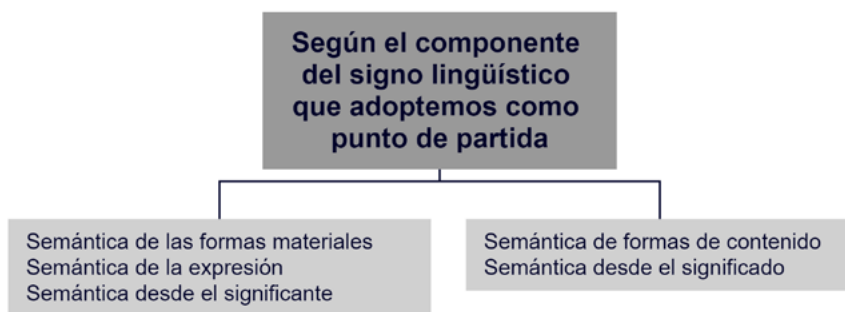 Según el componente
del signo lingüístico
que adoptemos como
punto de partida
Semántica de las formas materiales
Semántica de la expresión
Semántica desde el significante
Semántica de formas de contenido
Semántica desde el significado